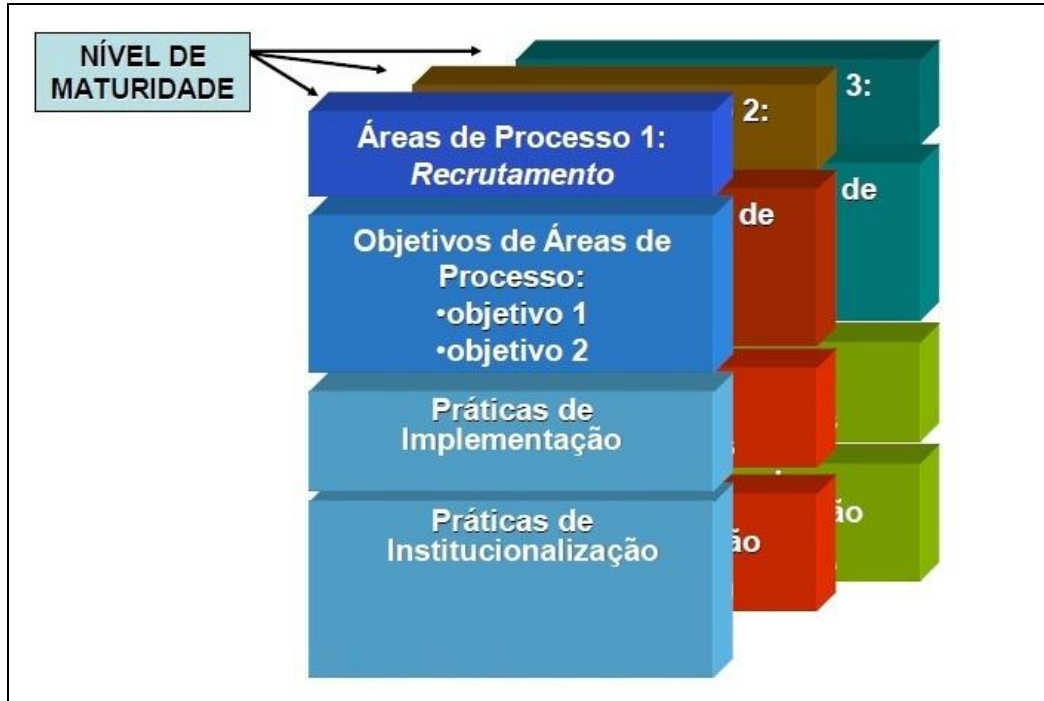 NÍVEL DE
MATURIDADE
3:
2:
Áreas de Processo 1:
Recrutamento
de
de
Objetivos de Áreas de
Processo:
•objetivo 1
•objetivo 2
Práticas de
Implementação
Práticas de
Institucionalização
ão
ão